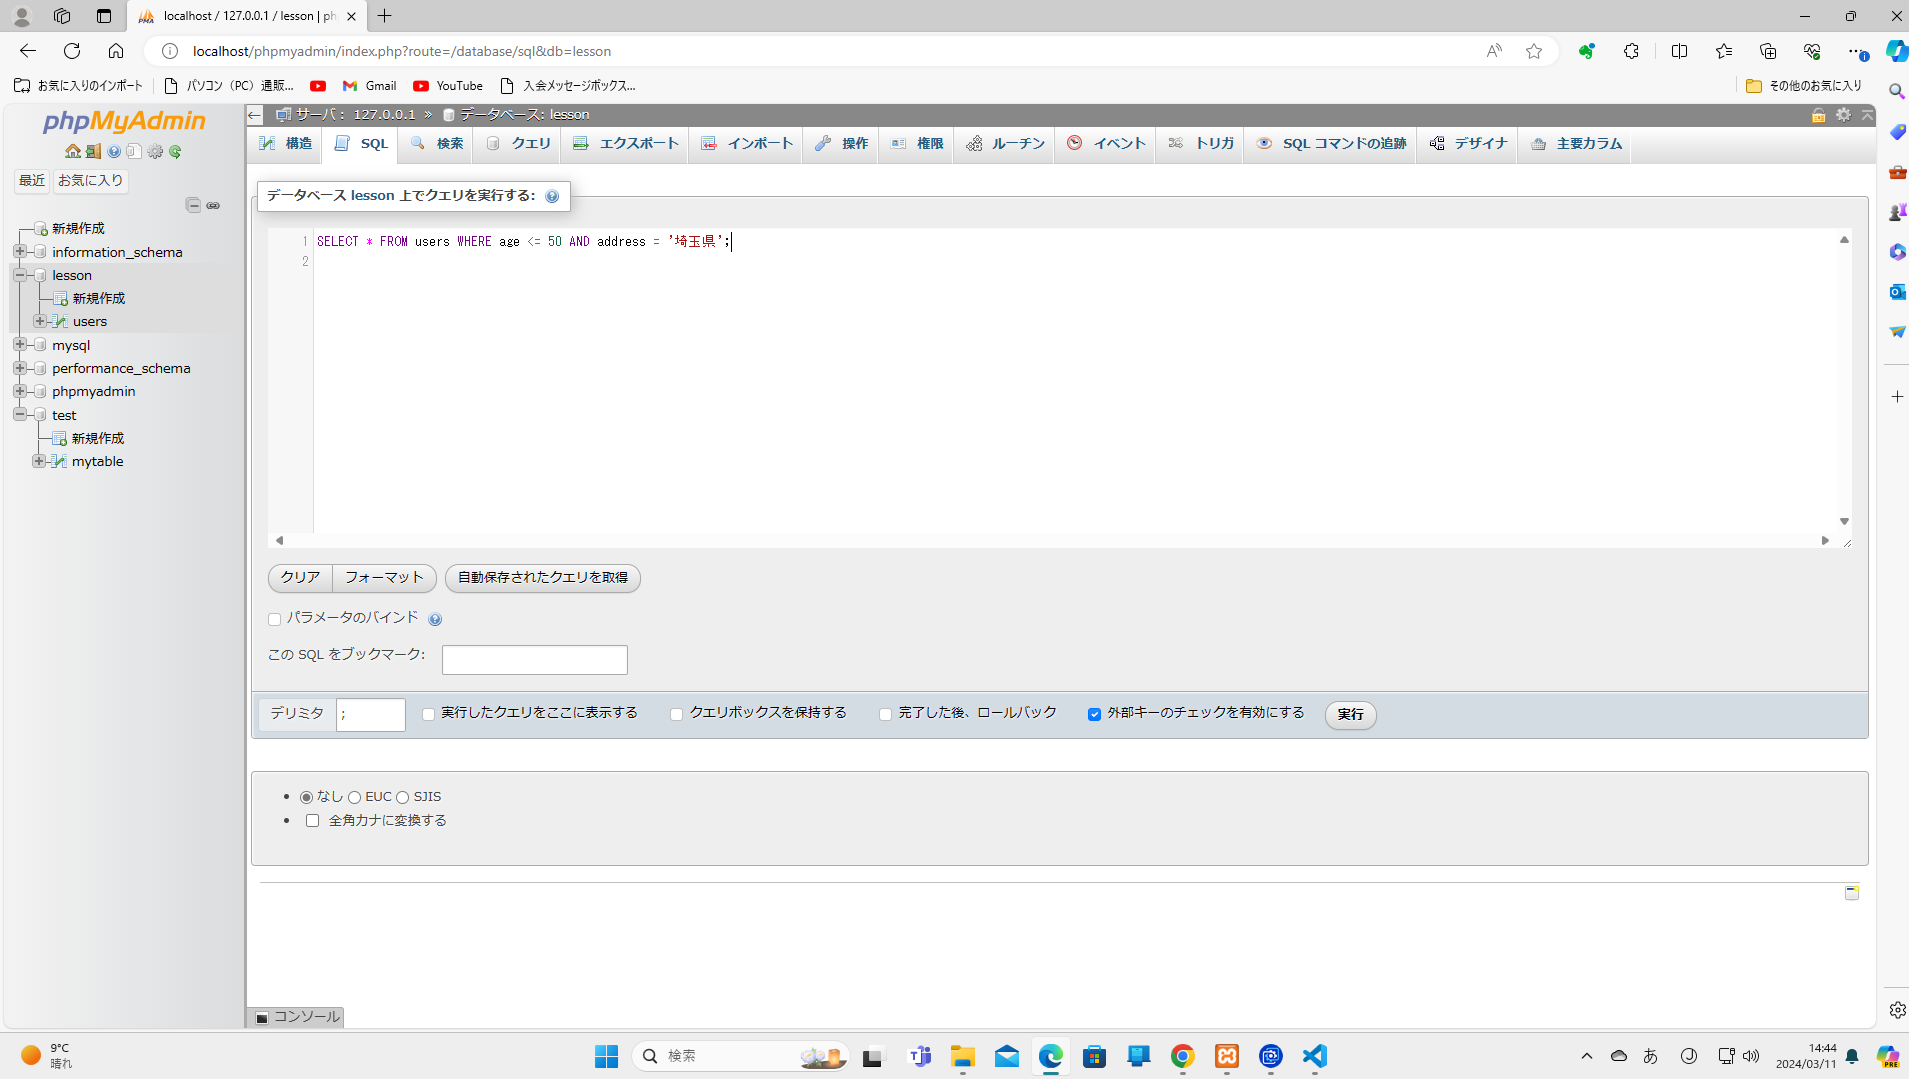 localhost / 127.0.0.1 / lesson | ph
localhost/phpmyadmin/index.php?route=/database/sql&db=lesson
お気に入りのインポート
パソコン（PC）通販...
Gmail
YouTube
入会メッセージボックス...
その他のお気に入り
phpMyAdmin
最近
お気に入り
新規作成
information_schema
lesson
新規作成
users
mysql
performance_schema
phpmyadmin
test
新規作成
mytable
サーバ： 127.0.0.1 » データベース: lesson
構造
SQL
検索
クエリ
エクスポート
インポート
操作
権限
ルーチン
イベント
トリガ
SQL コマンドの追跡
デザイナ
主要カラム
データベース lesson 上でクエリを実行する:
1 SELECT * FROM users WHERE age <= 50 AND address = '埼玉県';
2
クリア
フォーマット
自動保存されたクエリを取得
パラメータのバインド
この SQL をブックマーク:
デリミタ ;
実行したクエリをここに表示する
クエリボックスを保持する
完了した後、ロールバック
外部キーのチェックを有効にする
実行
なし EUC SJIS
全角カナに変換する
コンソール
9°C
晴れ
検索
あ
14:44
2024/03/11